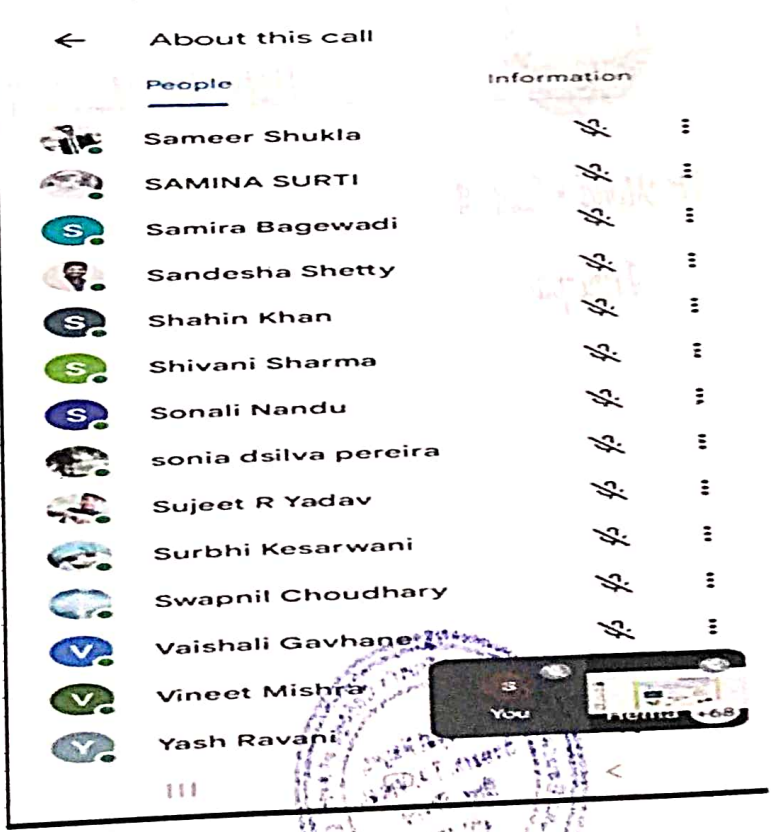 About this call
People Information
Sameer Shukla
SAMINA SURTI
S Samira Bagewadi
Sandesha Shetty
S Shahin Khan
S Shivani Sharma
S Sonali Nandu
sonia dsilva pereira
Sujeet R Yadav
Surbhi Kesarwani
Swapnil Choudhary
V Vaishali Gavhane
V Vineet Mishra
S
You Hema +68
Y Yash Ravani